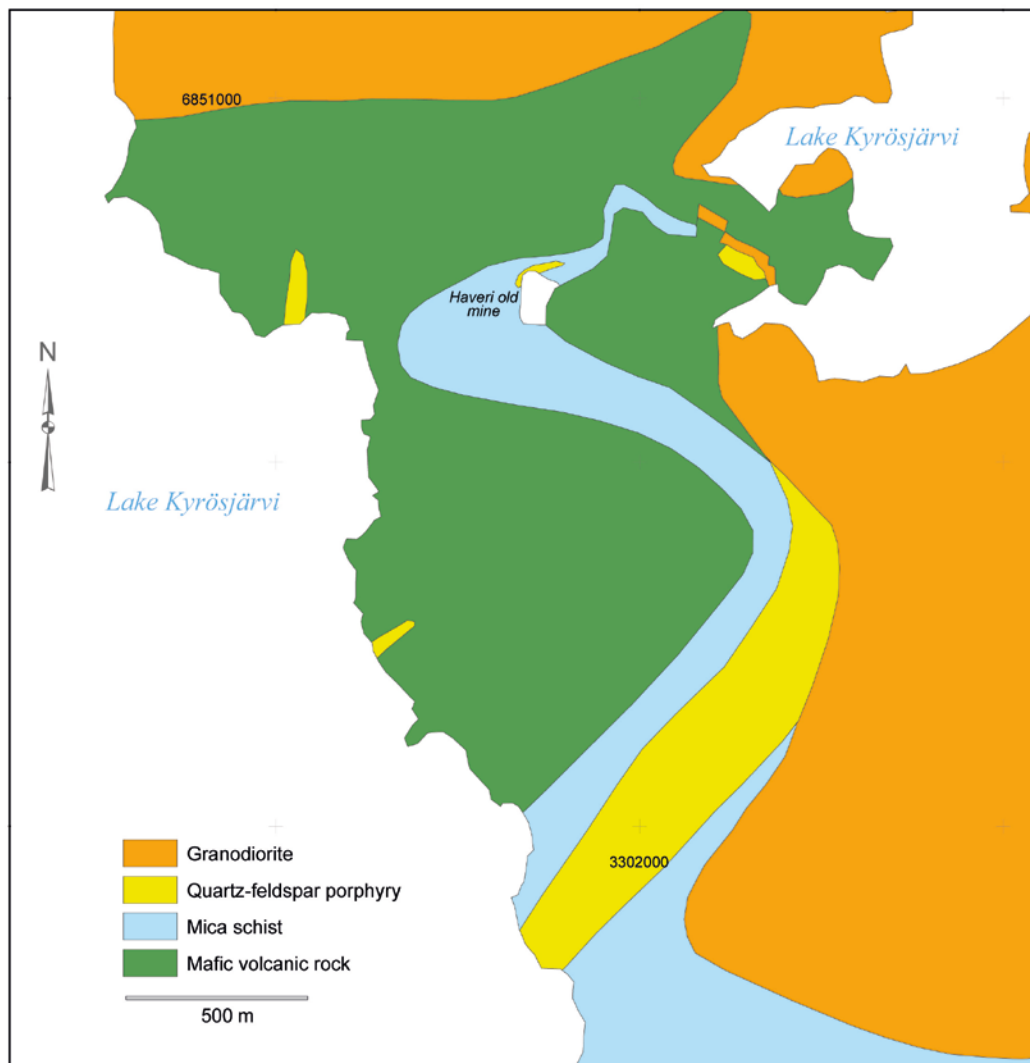 6851000
Lake Kyrösjärvi
Haveri old
mine
N
Lake Kyrösjärvi
3302000
Granodiorite
Quartz-feldspar porphyry
Mica schist
Mafic volcanic rock
500 m